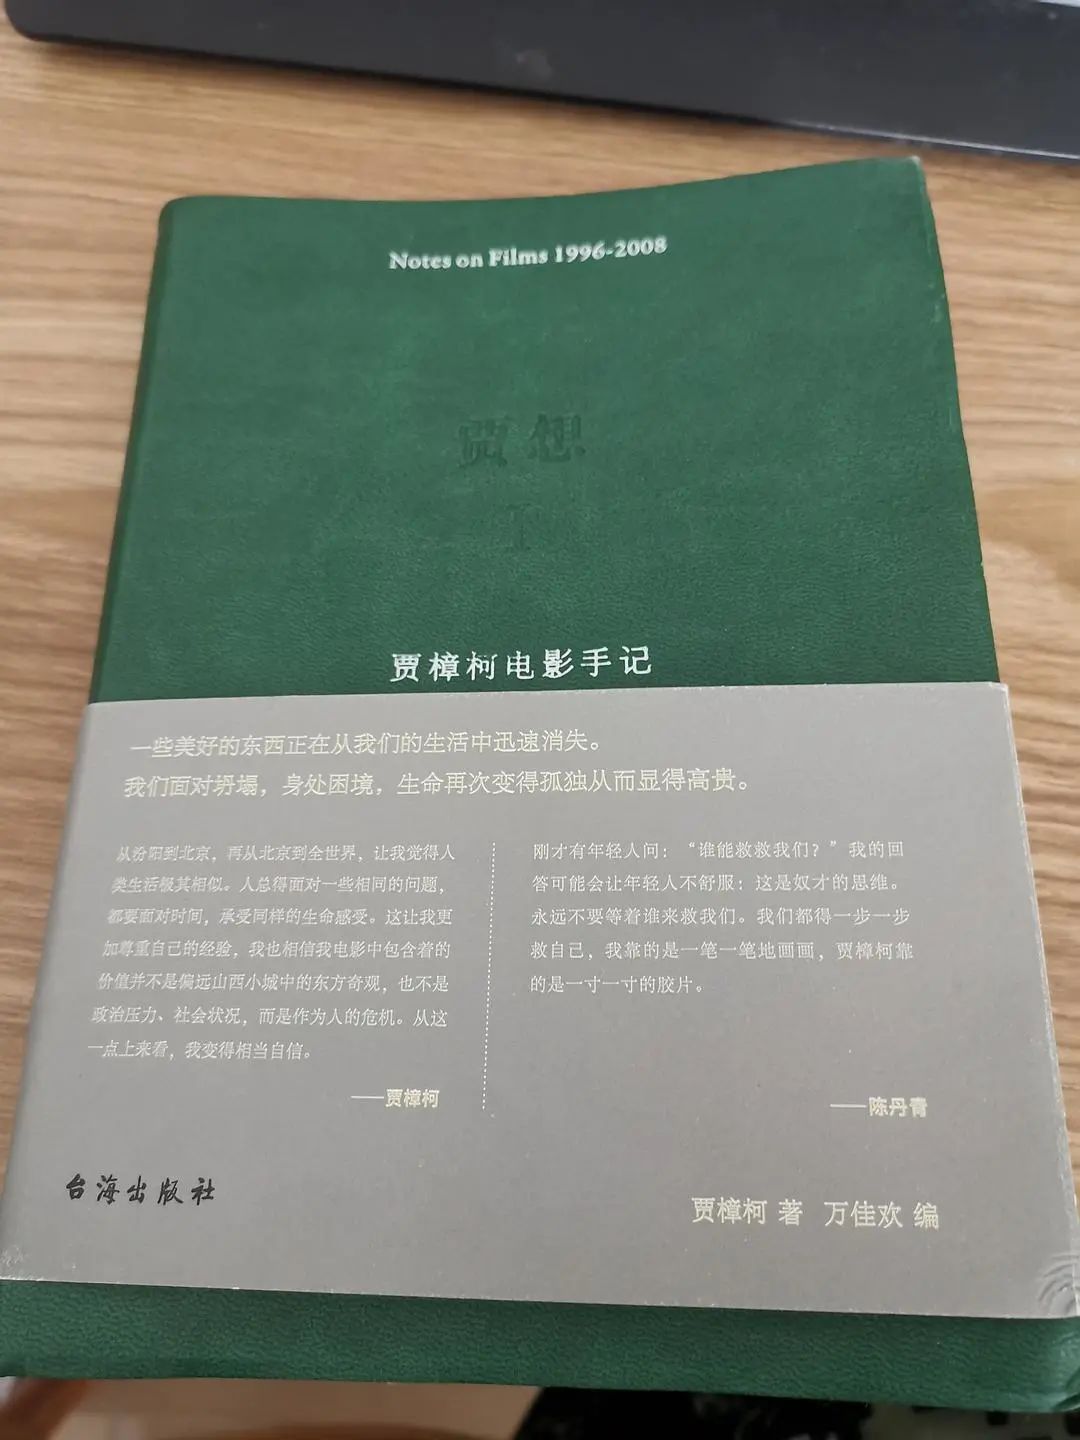 Notes on Films 1996-2008
贾想
I
贾樟柯电影手记
一些美好的东西正在从我们的生活中迅速消失。
我们面对坍塌，身处困境，生命再次变得孤独从而显得高贵。
从汾阳到北京，再从北京到全世界，让我觉得人
类生活极其相似。人总得面对一些相同的问题，
都要面对时间，承受同样的生命感受。这让我更
加尊重自己的经验，我也相信我电影中包含着的
价值并不是偏远山西小城中的东方奇观，也不是
政治压力、社会状况，而是作为人的危机。从这
一点上来看，我变得相当自信。
——贾樟柯
刚才有年轻人问：“谁能救救我们？”我的回
答可能会让年轻人不舒服：这是奴才的思维。
永远不要等着谁来救我们。我们都得一步一步
救自己，我靠的是一笔一笔地画画，贾樟柯靠
的是一寸一寸的胶片。
——陈丹青
台海出版社
贾樟柯 著 万佳欢 编